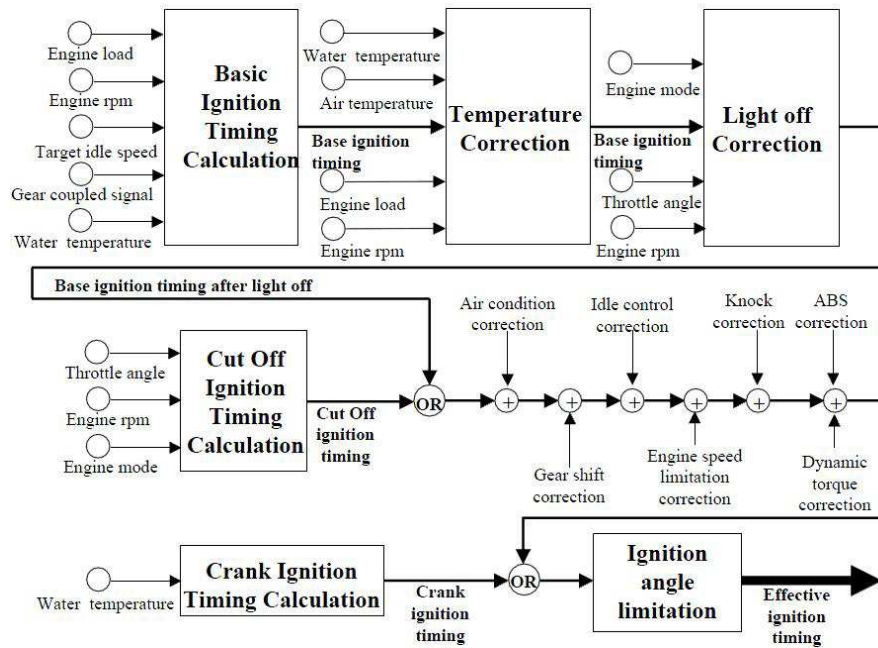 Engine load
Engine rpm
Target idle speed
Gear coupled signal
Water temperature
Basic
Ignition
Timing
Calculation
Base ignition
timing
Water temperature
Air temperature
Engine load
Engine rpm
Temperature
Correction
Base ignition
timing
Engine mode
Throttle angle
Engine rpm
Light off
Correction
Base ignition timing after light off
Throttle angle
Engine rpm
Engine mode
Cut Off
Ignition
Timing
Calculation
Cut Off
ignition
timing
OR
Air condition
correction
+
Gear shift
correction
+
Idle control
correction
+
Engine speed
limitation
correction
+
Knock
correction
+
ABS
correction
+
Dynamic
torque
correction
Water temperature
Crank Ignition
Timing Calculation
Crank
ignition
timing
OR
Ignition
angle
limitation
Effective
ignition
timing